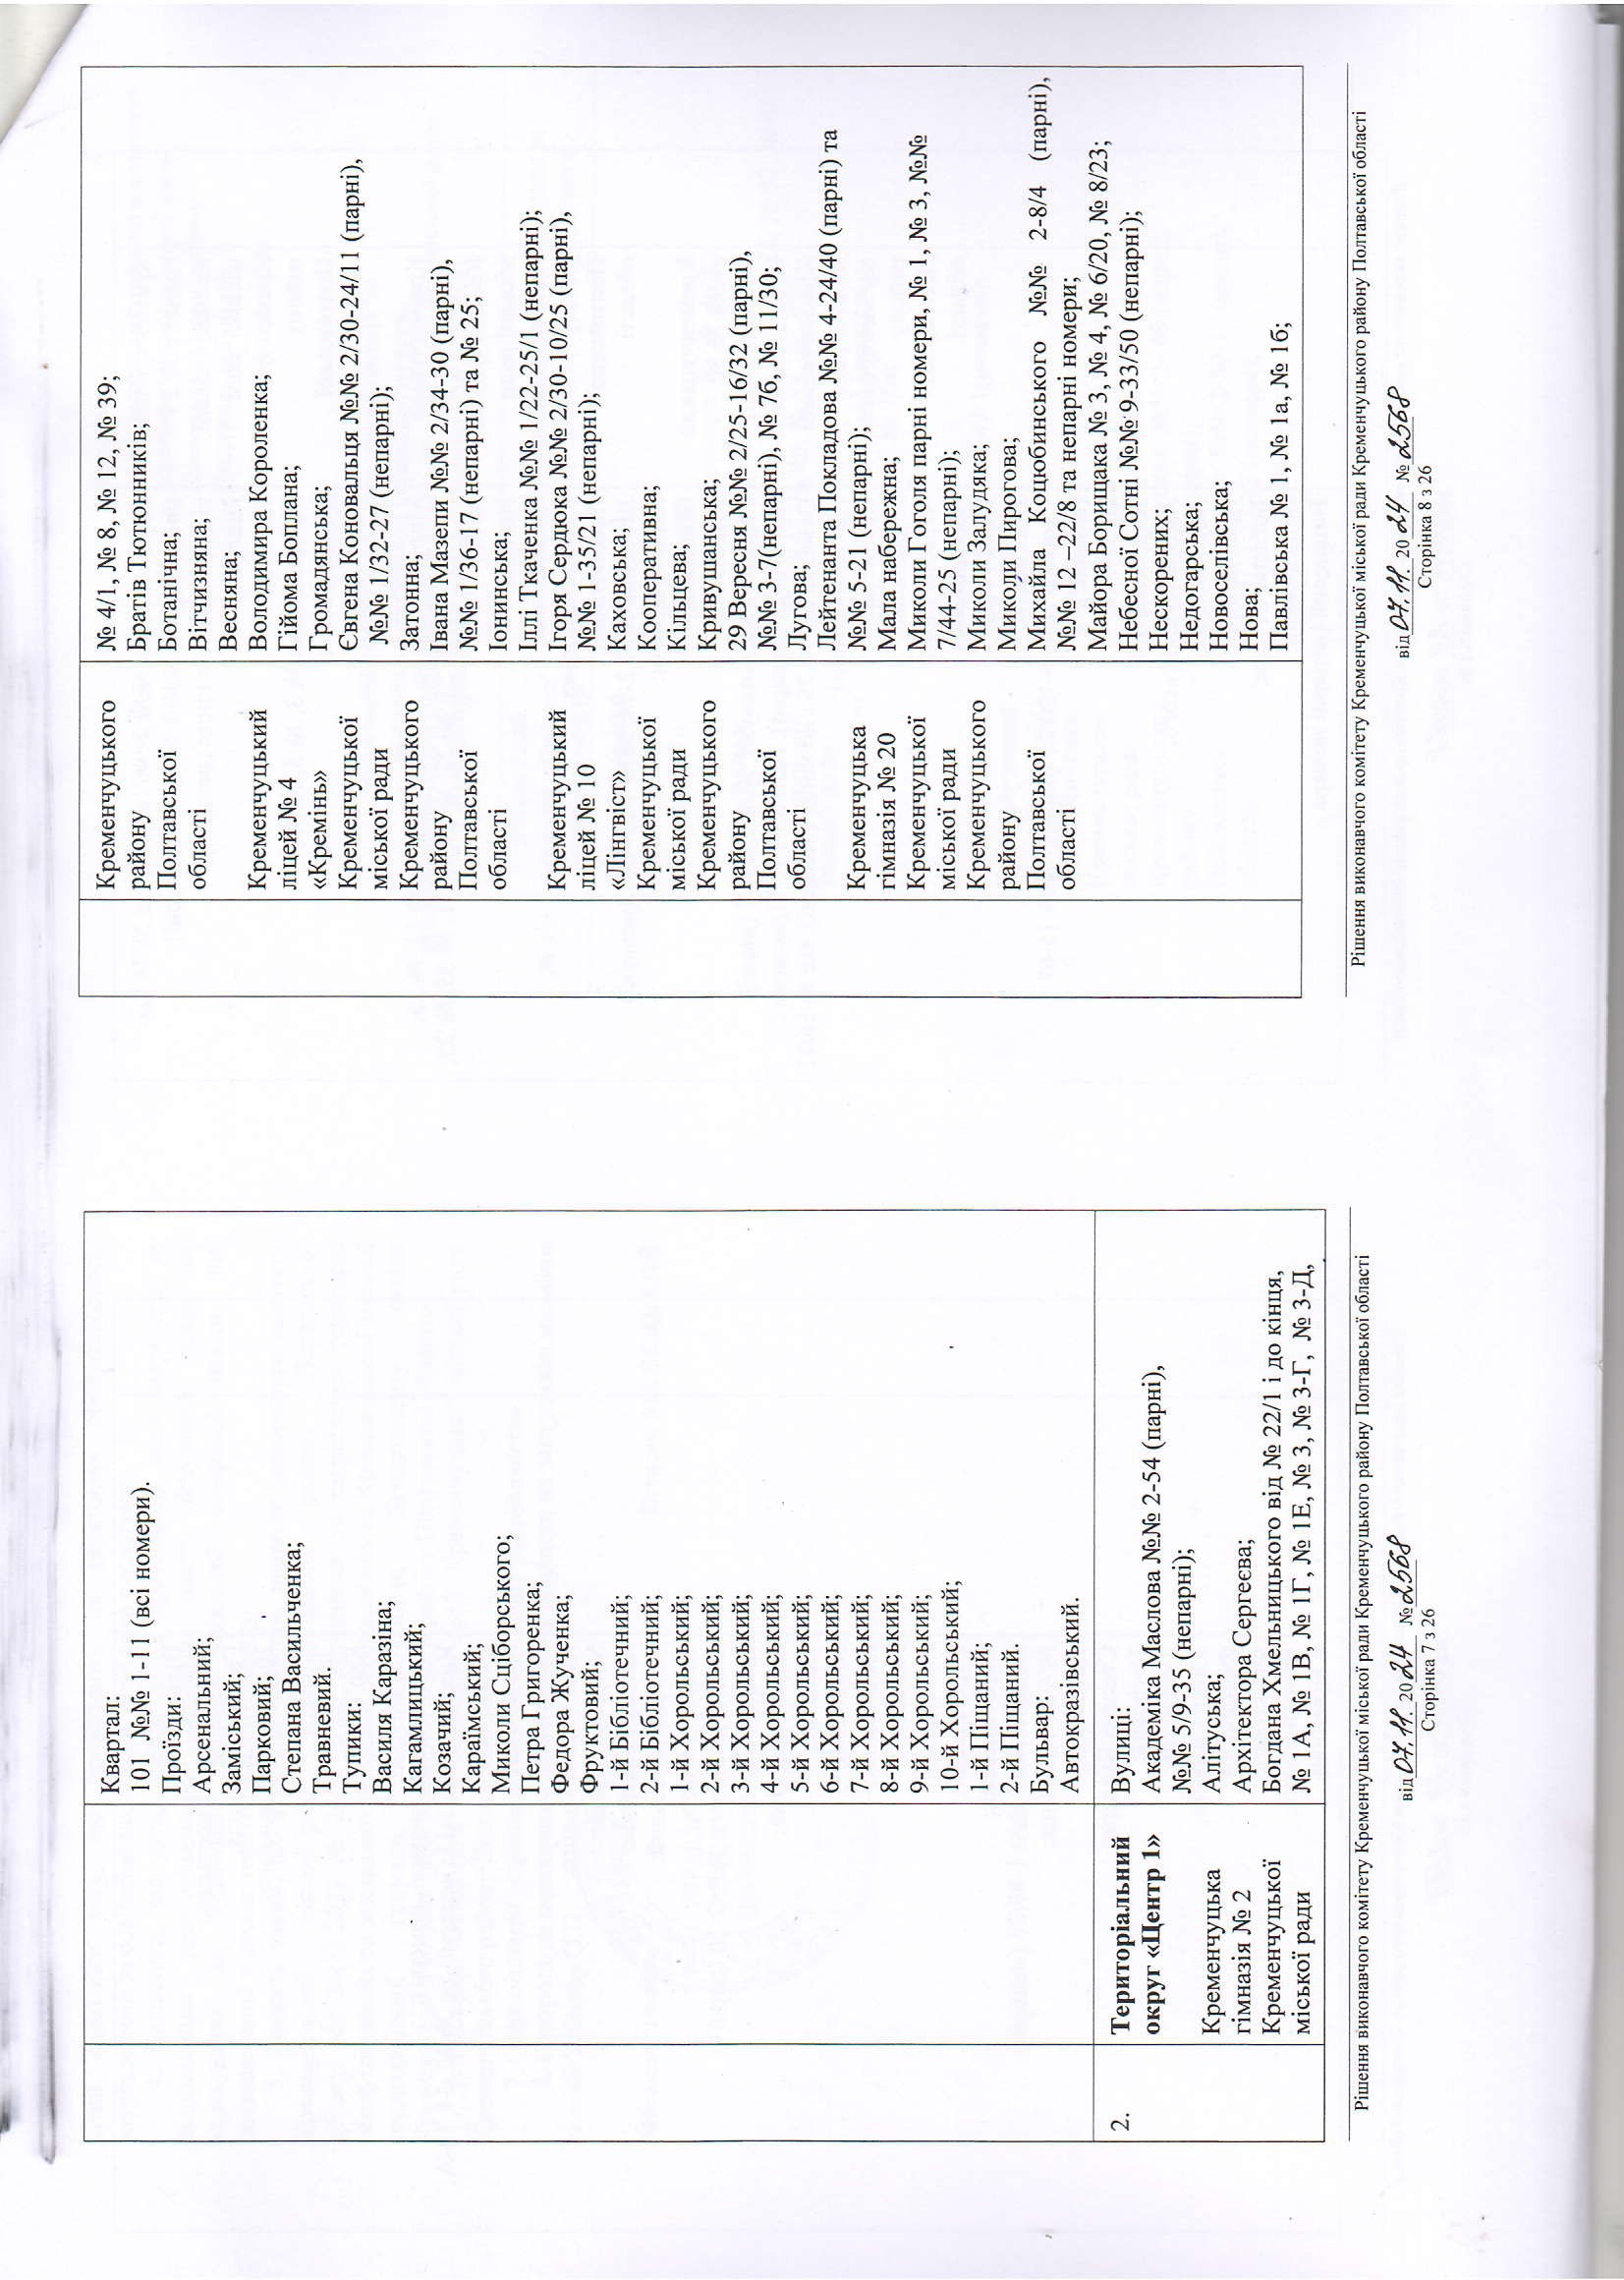 Квартал:
101 №№ 1-11 (всі номери).
Проїзди:
Арсенальний;
Заміський;
Парковий;
Степана Васильченка;
Травневий.
Тупики:
Василя Каразіна;
Кагамлицький;
Козачий;
Караїмський;
Миколи Сціборського;
Петра Григоренка;
Федора Жученка;
Фруктовий;
1-й Бібліотечний;
2-й Бібліотечний;
1-й Хорольський;
2-й Хорольський;
3-й Хорольський;
4-й Хорольський;
5-й Хорольський;
6-й Хорольський;
7-й Хорольський;
8-й Хорольський;
9-й Хорольський;
10-й Хорольський;
1-й Піщаний;
2-й Піщаний.
Бульвар:
Автокразівський.
2.
Територіальний
округ «Центр 1»
Кременчуцька
гімназія № 2
Кременчуцької
міської ради
Вулиці:
Академіка Маслова №№ 2-54 (парні),
№№ 5/9-35 (непарні);
Алітуська;
Архітектора Сергеєва;
Богдана Хмельницького від № 22/1 і до кінця,
№ 1А, № 1В, № 1Г, № 1Е, № 3, № 3-Г, № 3-Д,
Рішення виконавчого комітету Кременчуцької міської ради Кременчуцького району Полтавської області
від 07.11. 20 24 № 2568
Сторінка 7 з 26
Кременчуцького
району
Полтавської
області
Кременчуцький
ліцей № 4
«Кремінь»
Кременчуцької
міської ради
Кременчуцького
району
Полтавської
області
Кременчуцький
ліцей № 10
«Лінгвіст»
Кременчуцької
міської ради
Кременчуцького
району
Полтавської
області
Кременчуцька
гімназія № 20
Кременчуцької
міської ради
Кременчуцького
району
Полтавської
області
№ 4/1, № 8, № 12, № 39;
Братів Тютюнників;
Ботанічна;
Вітчизняна;
Весняна;
Володимира Короленка;
Гійома Боплана;
Громадянська;
Євгена Коновальця №№ 2/30-24/11 (парні),
№№ 1/32-27 (непарні);
Затонна;
Івана Мазепи №№ 2/34-30 (парні),
№№ 1/36-17 (непарні) та № 25;
Іонинська;
Іллі Ткаченка №№ 1/22-25/1 (непарні);
Ігоря Сердюка №№ 2/30-10/25 (парні),
№№ 1-35/21 (непарні);
Каховська;
Кооперативна;
Кільцева;
Кривушанська;
29 Вересня №№ 2/25-16/32 (парні),
№№ 3-7(непарні), № 7б, № 11/30;
Лугова;
Лейтенанта Покладова №№ 4-24/40 (парні) та
№№ 5-21 (непарні);
Мала набережна;
Миколи Гоголя парні номери, № 1, № 3, №№
7/44-25 (непарні);
Миколи Залудяка;
Миколи Пирогова;
Михайла Коцюбинського №№ 2-8/4 (парні),
№№ 12 –22/8 та непарні номери;
Майора Борищака № 3, № 4, № 6/20, № 8/23;
Небесної Сотні №№ 9-33/50 (непарні);
Нескорених;
Недогарська;
Новоселівська;
Нова;
Павлівська № 1, № 1а, № 1б;
Рішення виконавчого комітету Кременчуцької міської ради Кременчуцького району Полтавської області
від 07.11. 20 24 № 2568
Сторінка 8 з 26